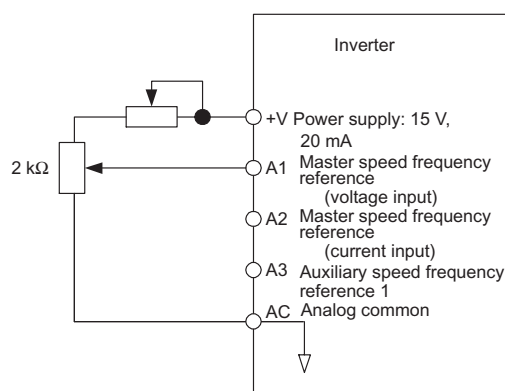 Inverter
+V Power supply: 15 V,
20 mA
2 kΩ
A1 Master speed frequency
reference
(voltage input)
A2 Master speed frequency
reference
(current input)
A3 Auxiliary speed frequency
reference 1
AC Analog common